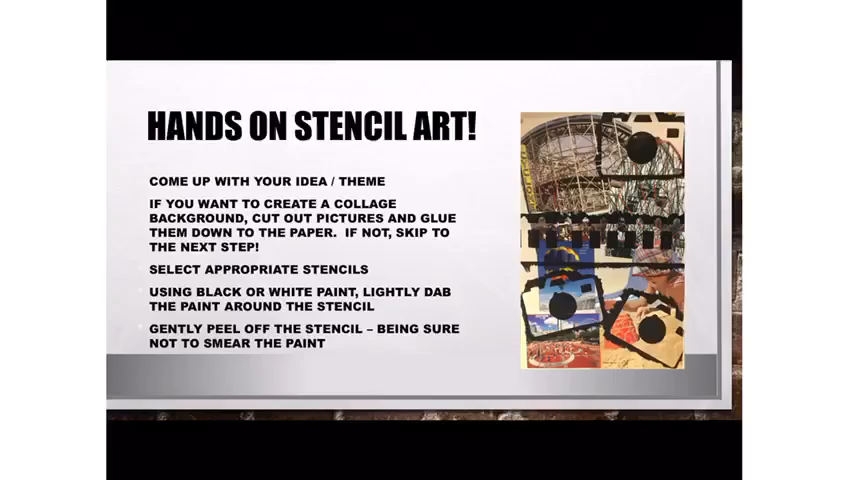 HANDS ON STENCIL ART!
COME UP WITH YOUR IDEA / THEME
IF YOU WANT TO CREATE A COLLAGE
BACKGROUND, CUT OUT PICTURES AND GLUE
THEM DOWN TO THE PAPER. IF NOT, SKIP TO
THE NEXT STEP!
SELECT APPROPRIATE STENCILS
USING BLACK OR WHITE PAINT, LIGHTLY DAB
THE PAINT AROUND THE STENCIL
GENTLY PEEL OFF THE STENCIL – BEING SURE
NOT TO SMEAR THE PAINT